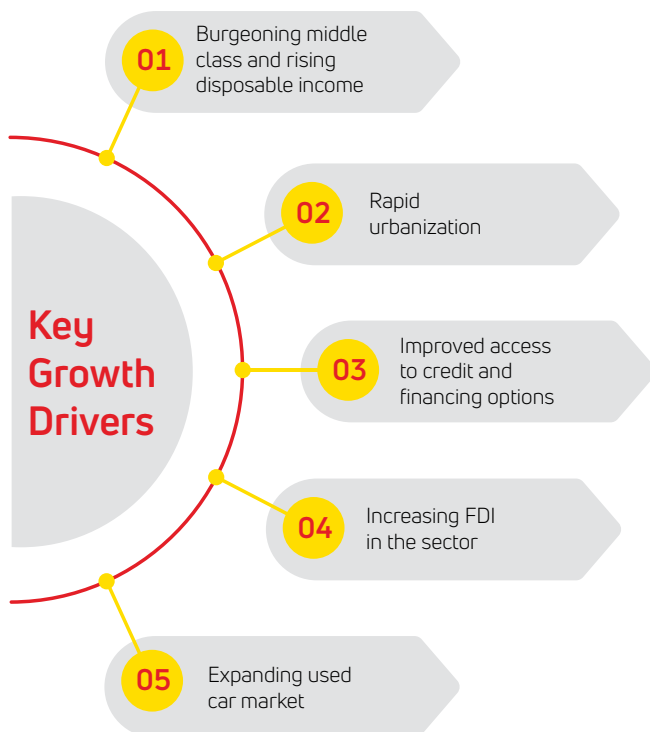 Key
Growth
Drivers
01
Burgeoning middle
class and rising
disposable income
02
Rapid
urbanization
03
Improved access
to credit and
financing options
04
Increasing FDI
in the sector
05
Expanding used
car market